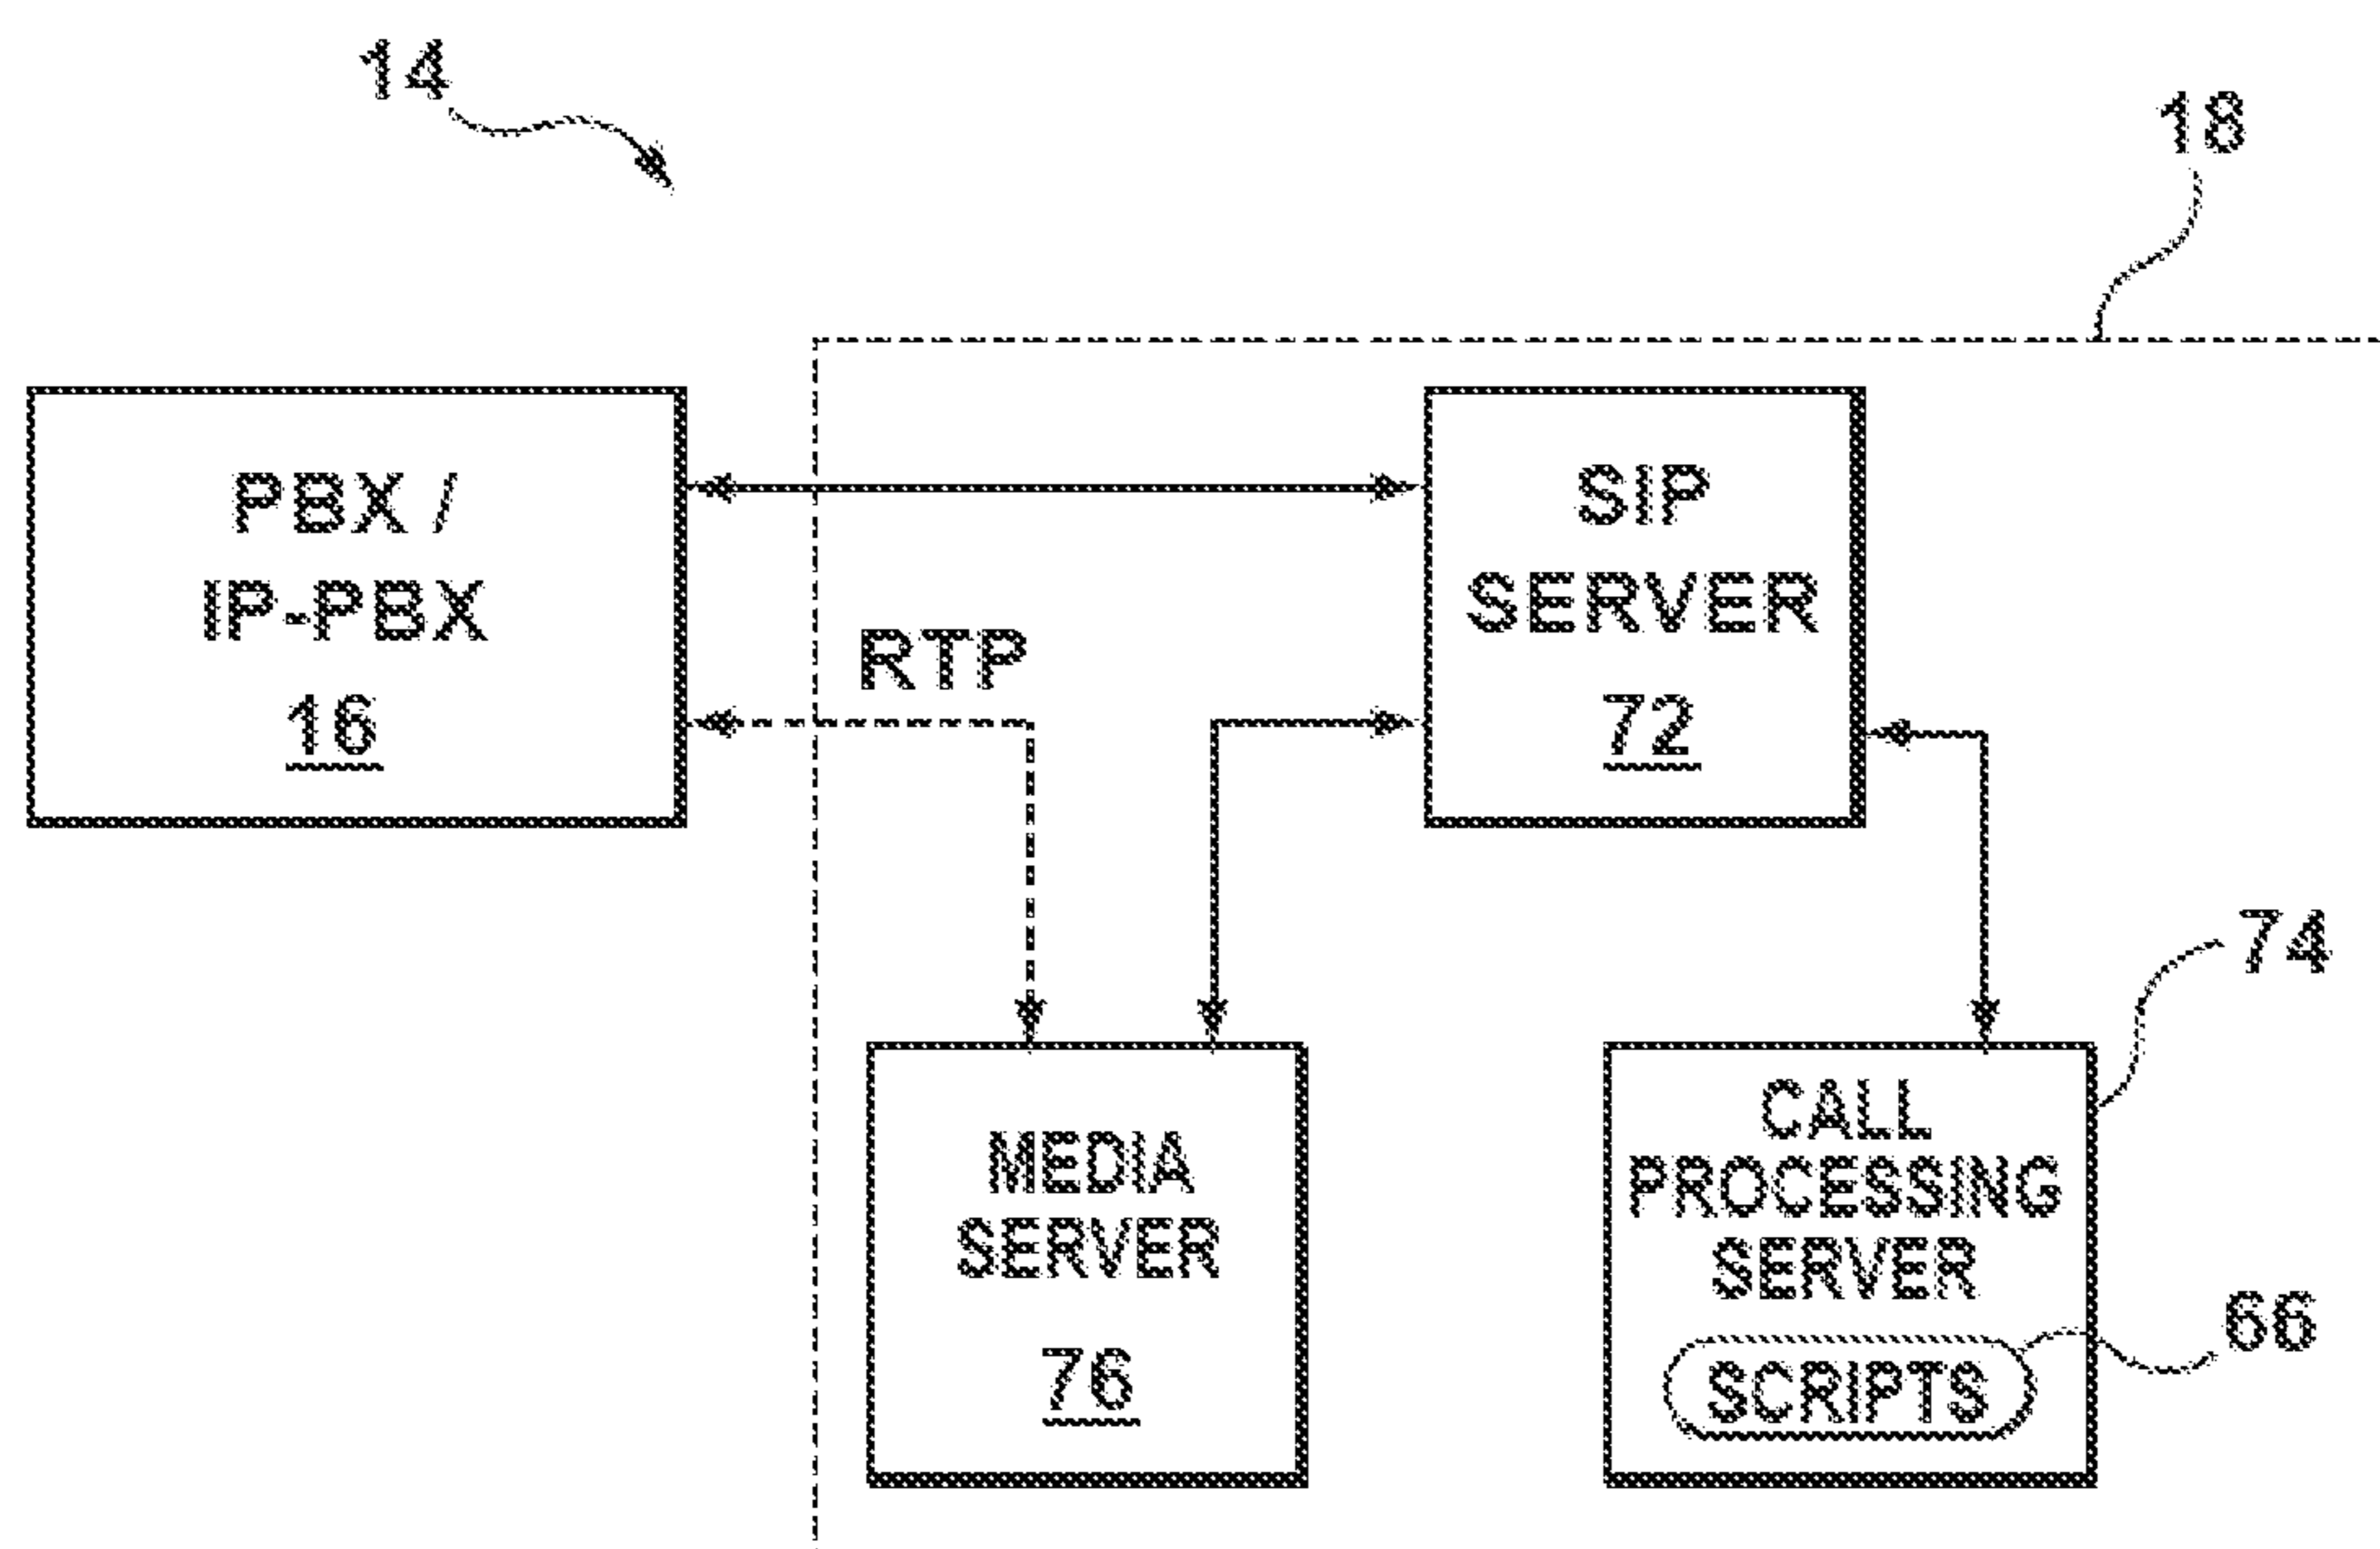 14
18
PBX /
IP-PBX
16
RTP
SIP
SERVER
72
74
MEDIA
SERVER
76
CALL
PROCESSING
SERVER
66
SCRIPTS